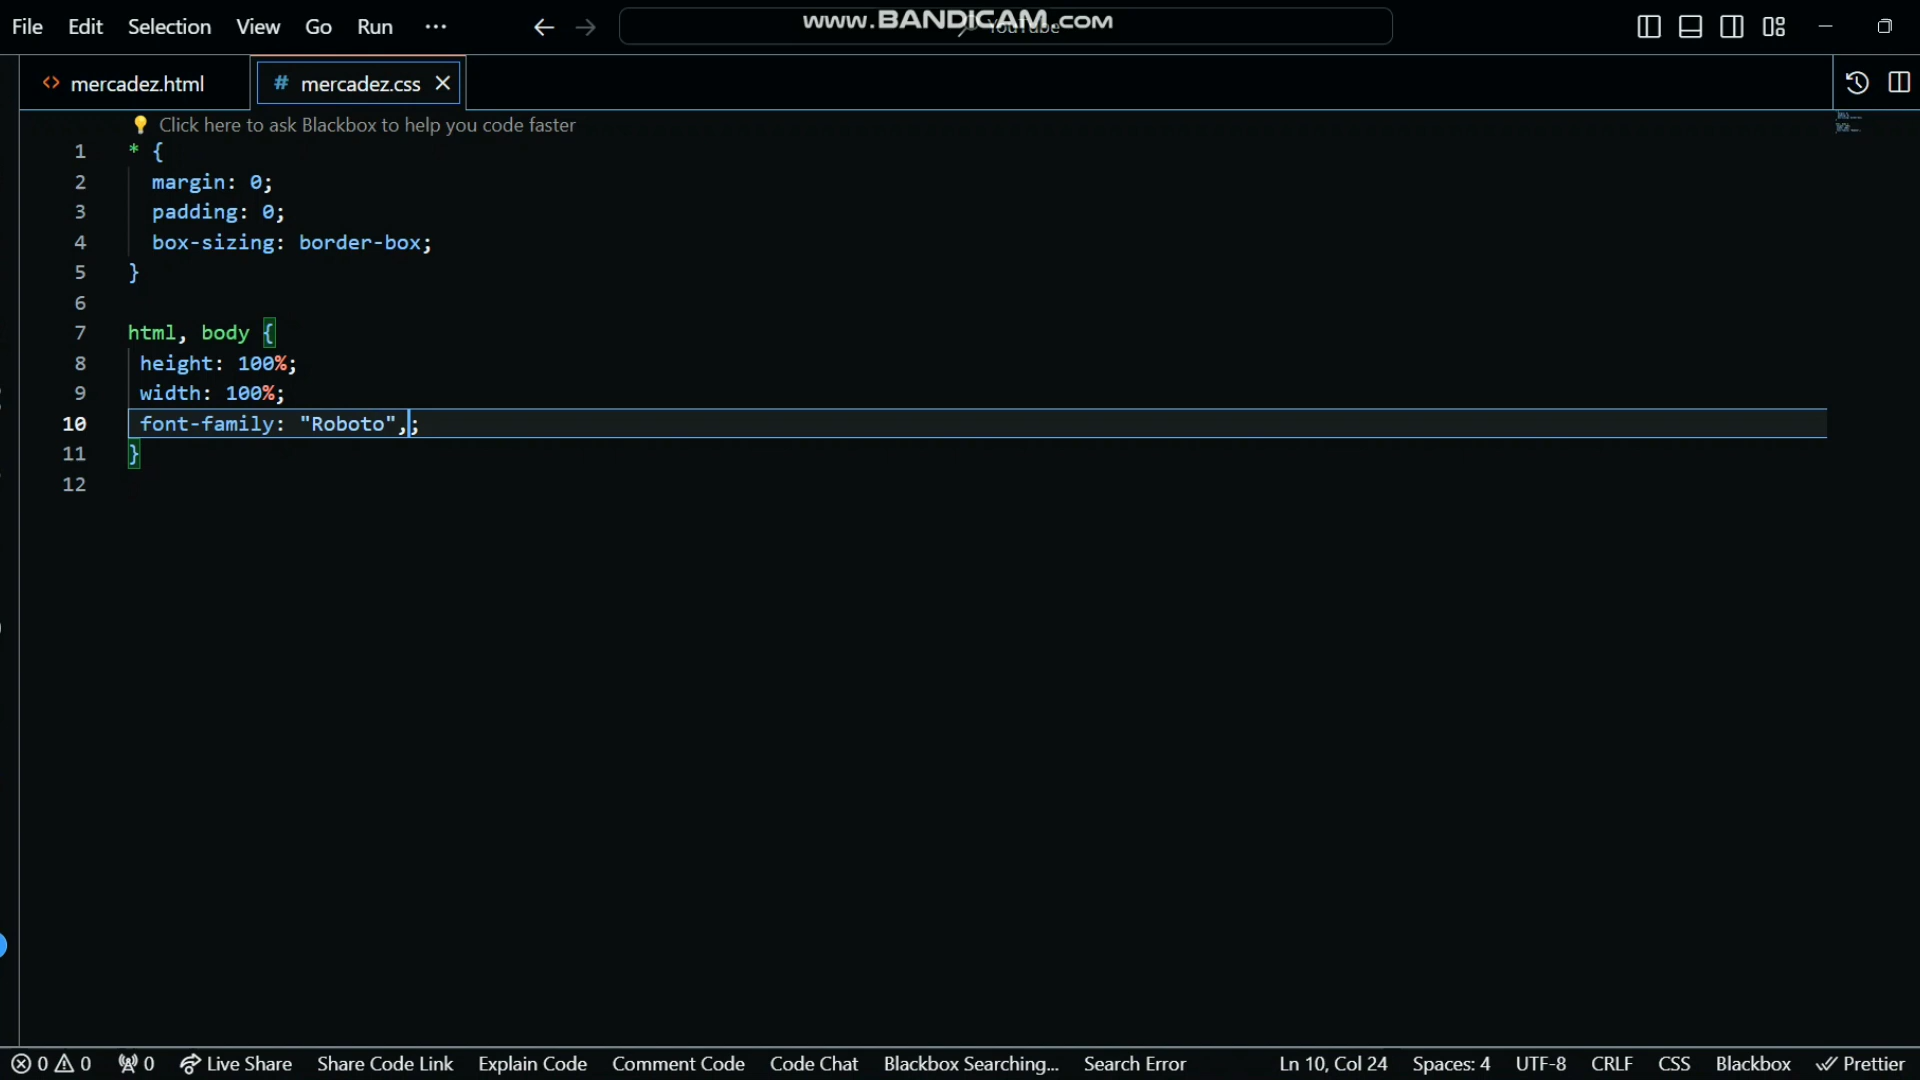 File Edit Selection View Go Run ··· www.BANDICAM.com YouTube
mercadez.html # mercadez.css
Click here to ask Blackbox to help you code faster
1 * {
2 margin: 0;
3 padding: 0;
4 box-sizing: border-box;
5 }
6
7 html, body {
8 height: 100%;
9 width: 100%;
10 font-family: "Roboto",;
11 }
12
0 0 0 Live Share Share Code Link Explain Code Comment Code Code Chat Blackbox Searching... Search Error Ln 10, Col 24 Spaces: 4 UTF-8 CRLF CSS Blackbox Prettier